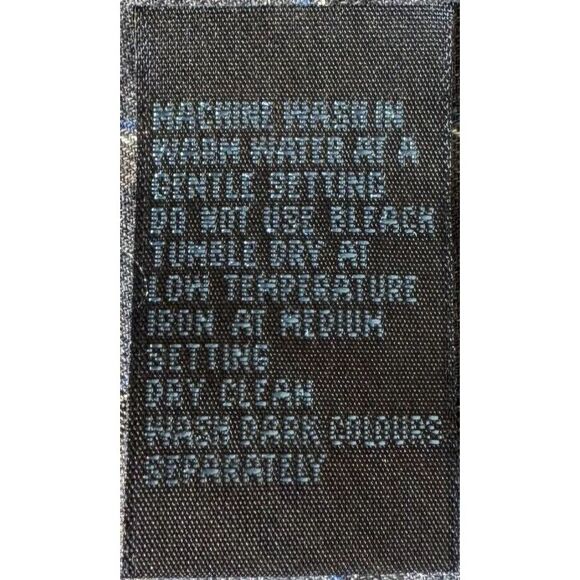 MACHINE WASH IN
WARM WATER AT A
GENTLE SETTING
DO NOT USE BLEACH
TUMBLE DRY AT
LOW TEMPERATURE
IRON AT MEDIUM
SETTING
DRY CLEAN
WASH DARK COLOURS
SEPARATELY